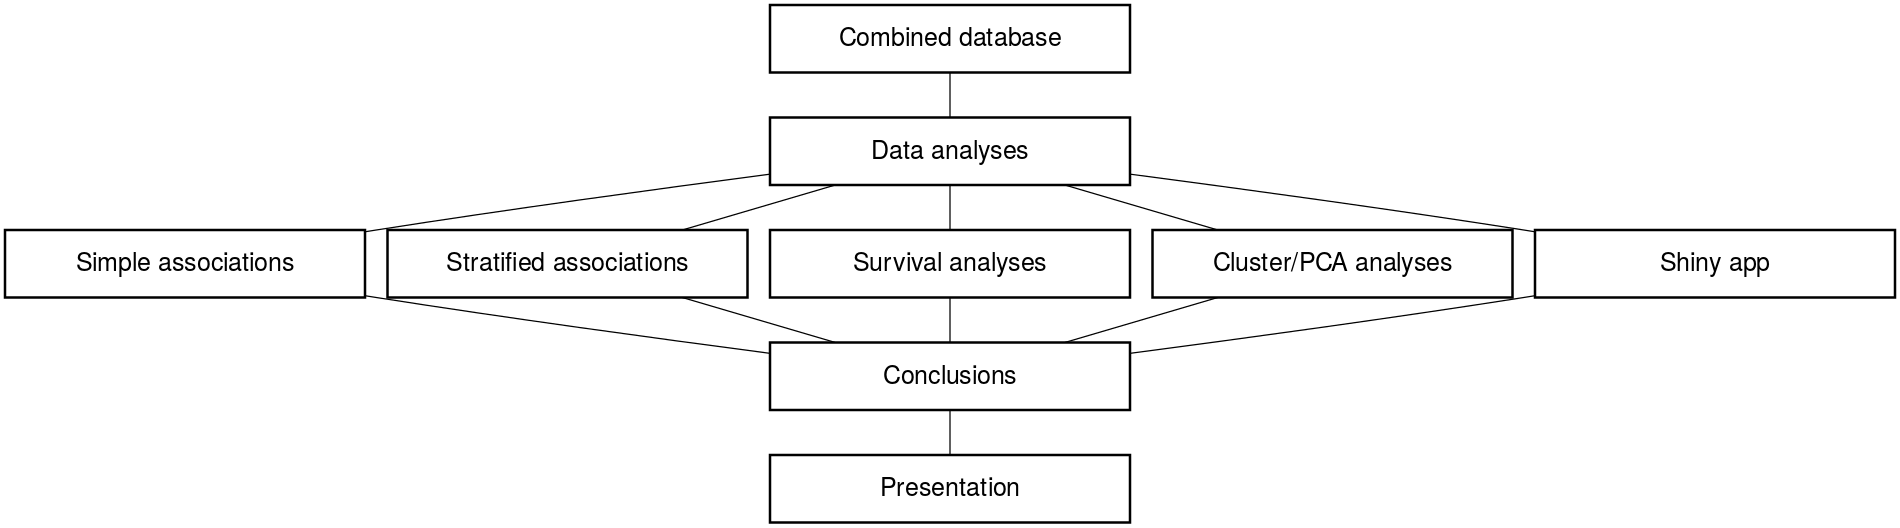 Combined database
Data analyses
Simple associations
Stratified associations
Survival analyses
Cluster/PCA analyses
Shiny app
Conclusions
Presentation